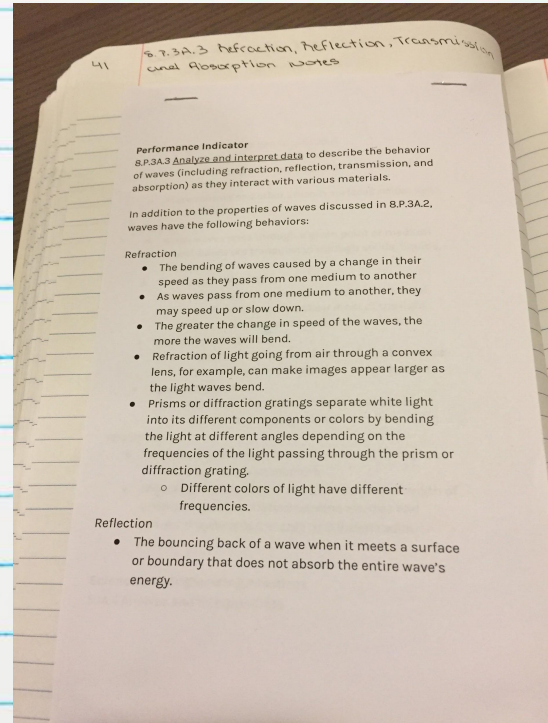 41
8.P.3A.3 Refraction, Reflection, Transmission
and Absorption Notes
Performance Indicator
8.P.3A.3 Analyze and interpret data to describe the behavior
of waves (including refraction, reflection, transmission, and
absorption) as they interact with various materials.
In addition to the properties of waves discussed in 8.P.3A.2,
waves have the following behaviors:
Refraction
• The bending of waves caused by a change in their
speed as they pass from one medium to another
• As waves pass from one medium to another, they
may speed up or slow down.
• The greater the change in speed of the waves, the
more the waves will bend.
• Refraction of light going from air through a convex
lens, for example, can make images appear larger as
the light waves bend.
• Prisms or diffraction gratings separate white light
into its different components or colors by bending
the light at different angles depending on the
frequencies of the light passing through the prism or
diffraction grating.
○ Different colors of light have different
frequencies.
Reflection
• The bouncing back of a wave when it meets a surface
or boundary that does not absorb the entire wave's
energy.